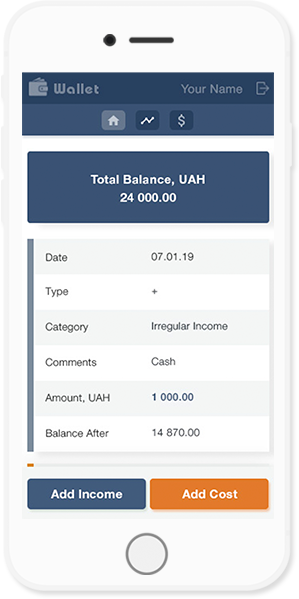 Wallet Your Name
$
Total Balance, UAH
24 000.00
Date 07.01.19
Type +
Category Irregular Income
Comments Cash
Amount, UAH 1 000.00
Balance After 14 870.00
Add Income Add Cost